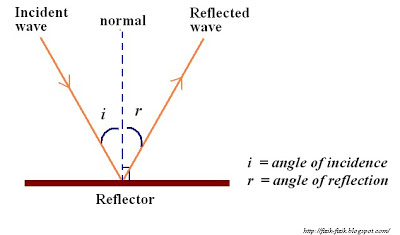 Incident
wave
normal
Reflected
wave
i
r
i = angle of incidence
r = angle of reflection
Reflector
http://fizik-fizik.blogspot.com/